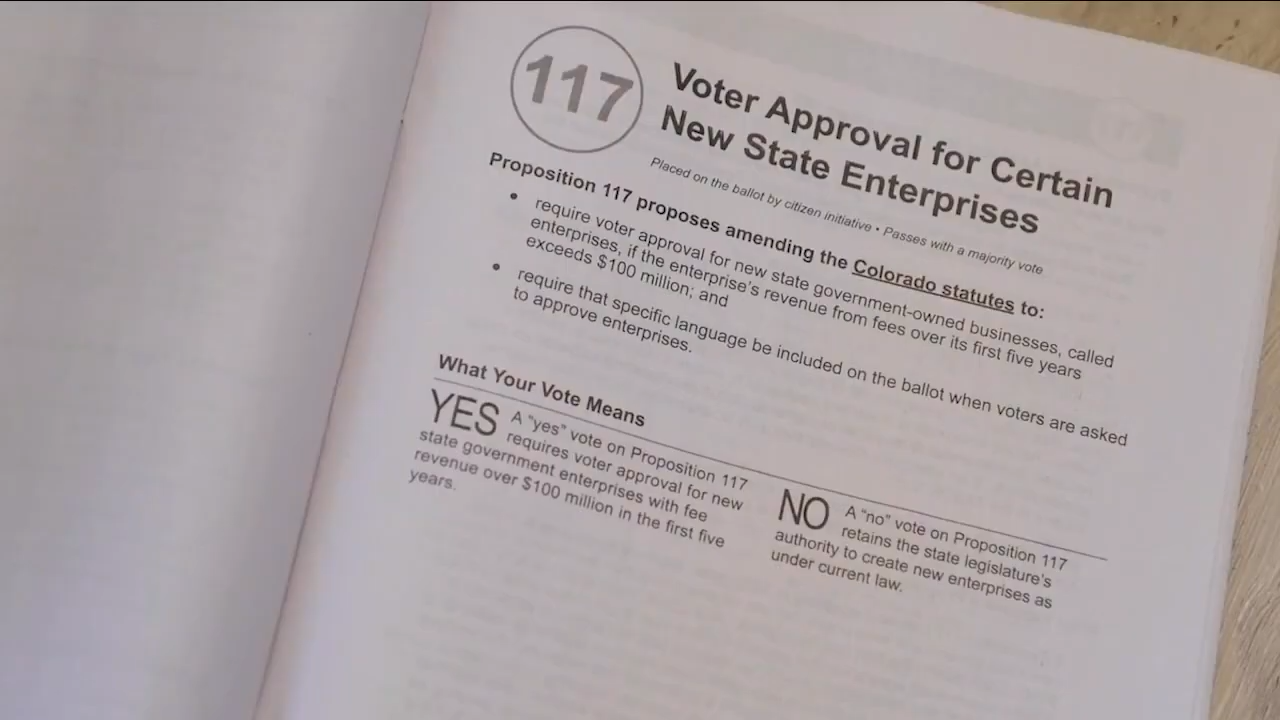 117
Voter Approval for Certain
New State Enterprises
Placed on the ballot by citizen initiative • Passes with a majority vote
Proposition 117 proposes amending the Colorado statutes to:
• require voter approval for new state government-owned businesses, called
enterprises, if the enterprise's revenue from fees over its first five years
exceeds $100 million; and
• require that specific language be included on the ballot when voters are asked
to approve enterprises.
What Your Vote Means
YES A "yes" vote on Proposition 117
requires voter approval for new
state government enterprises with fee
revenue over $100 million in the first five
years.
NO A "no" vote on Proposition 117
retains the state legislature's
authority to create new enterprises as
under current law.